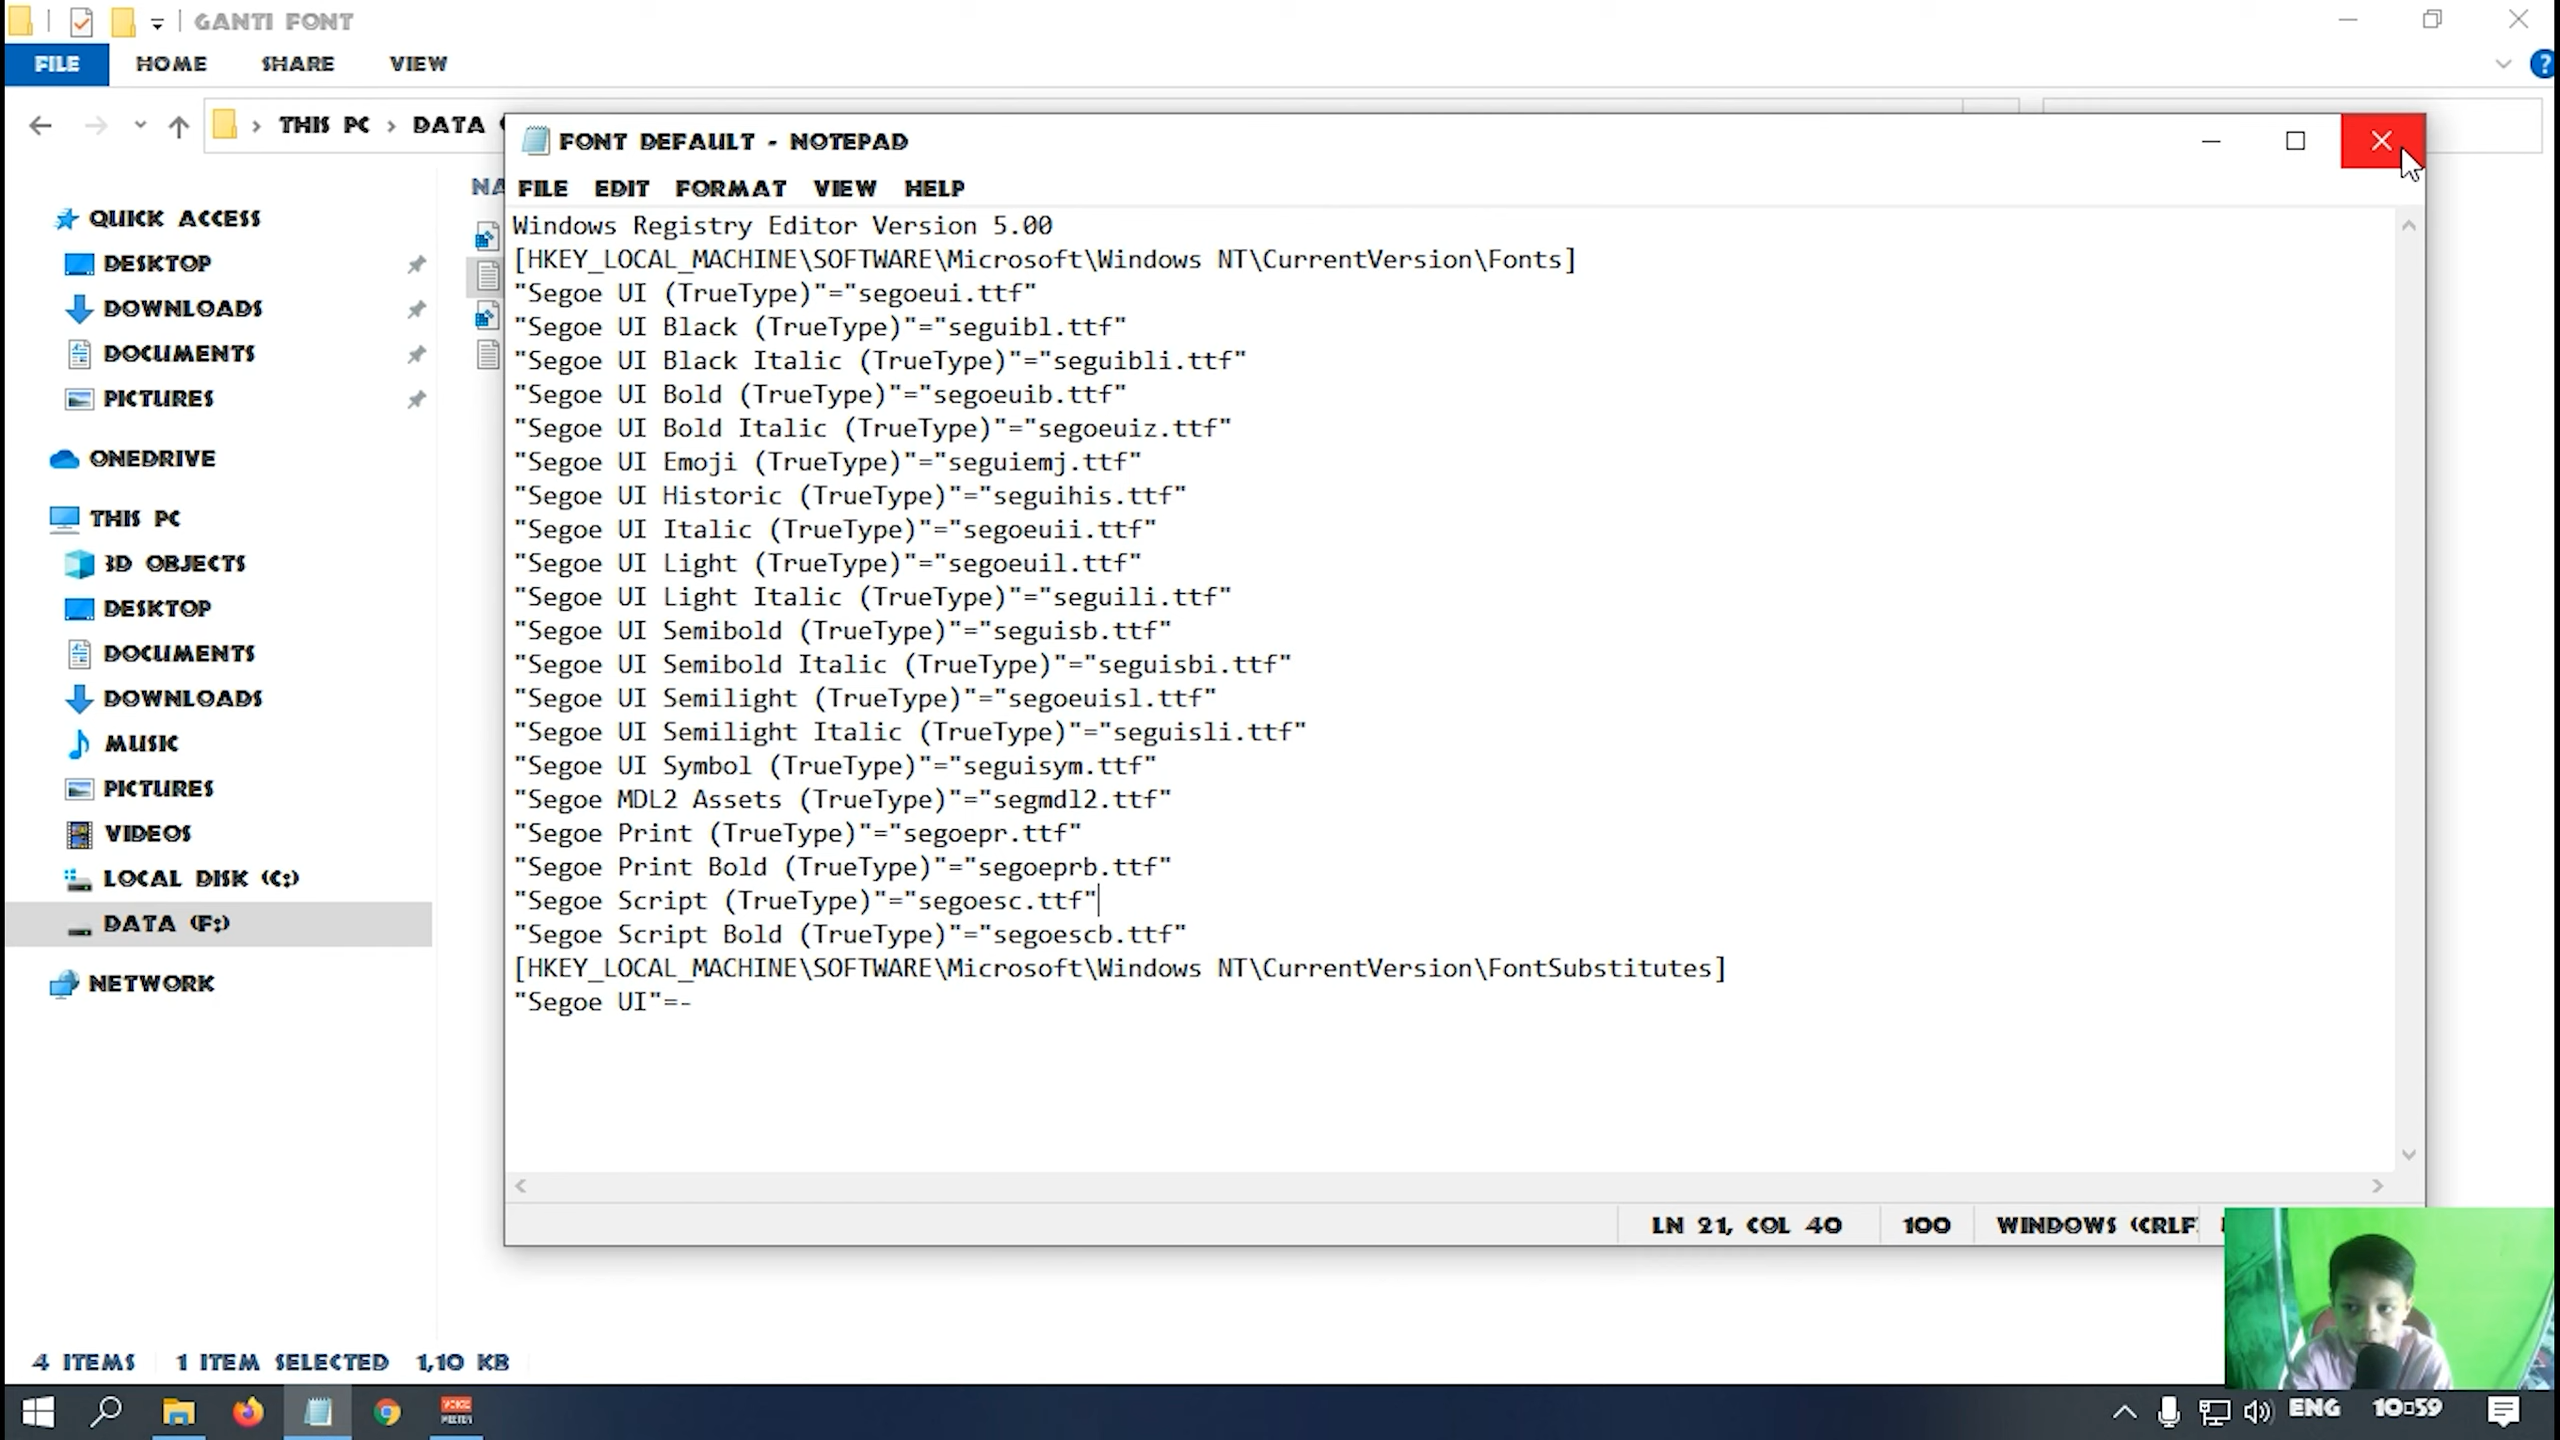 GANTI FONT
FILE HOME SHARE VIEW
THIS PC DATA
FONT DEFAULT - NOTEPAD
FILE EDIT FORMAT VIEW HELP
Windows Registry Editor Version 5.00
[HKEY_LOCAL_MACHINE\SOFTWARE\Microsoft\Windows NT\CurrentVersion\Fonts]
"Segoe UI (TrueType)"="segoeui.ttf"
"Segoe UI Black (TrueType)"="seguibl.ttf"
"Segoe UI Black Italic (TrueType)"="seguibli.ttf"
"Segoe UI Bold (TrueType)"="segoeuib.ttf"
"Segoe UI Bold Italic (TrueType)"="segoeuiz.ttf"
"Segoe UI Emoji (TrueType)"="seguiemj.ttf"
"Segoe UI Historic (TrueType)"="seguihis.ttf"
"Segoe UI Italic (TrueType)"="segoeuii.ttf"
"Segoe UI Light (TrueType)"="segoeuil.ttf"
"Segoe UI Light Italic (TrueType)"="seguili.ttf"
"Segoe UI Semibold (TrueType)"="seguisb.ttf"
"Segoe UI Semibold Italic (TrueType)"="seguisbi.ttf"
"Segoe UI Semilight (TrueType)"="segoeuisl.ttf"
"Segoe UI Semilight Italic (TrueType)"="seguisli.ttf"
"Segoe UI Symbol (TrueType)"="seguisym.ttf"
"Segoe MDL2 Assets (TrueType)"="segmdl2.ttf"
"Segoe Print (TrueType)"="segoepr.ttf"
"Segoe Print Bold (TrueType)"="segoeprb.ttf"
"Segoe Script (TrueType)"="segoesc.ttf"
"Segoe Script Bold (TrueType)"="segoescb.ttf"
[HKEY_LOCAL_MACHINE\SOFTWARE\Microsoft\Windows NT\CurrentVersion\FontSubstitutes]
"Segoe UI"=-
LN 21, COL 40 100 WINDOWS (CRLF
NA
QUICK ACCESS
DESKTOP
DOWNLOADS
DOCUMENTS
PICTURES
ONEDRIVE
THIS PC
3D OBJECTS
DESKTOP
DOCUMENTS
DOWNLOADS
MUSIC
PICTURES
VIDEOS
LOCAL DISK (C:)
DATA (F:)
NETWORK
4 ITEMS 1 ITEM SELECTED 1,10 KB
VOICE
MEETER
ENG 10 59